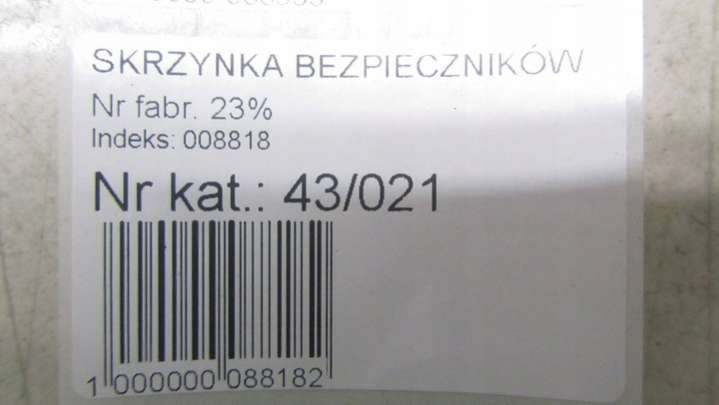 SKRZYNKA BEZPIECZNIKÓW
Nr fabr. 23%
Indeks: 008818
Nr kat.: 43/021
1 000000 088182